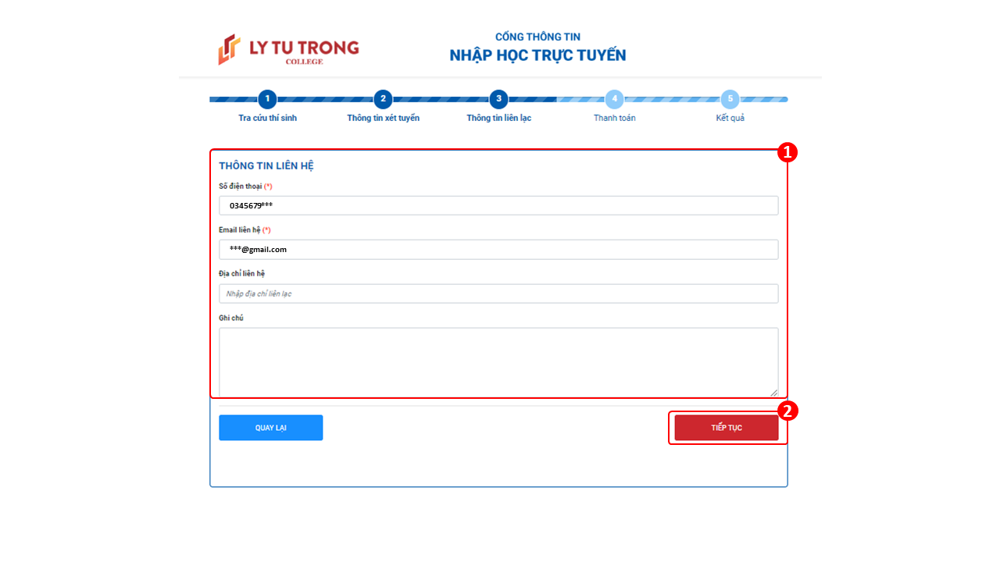 LY TU TRONG
COLLEGE
CỔNG THÔNG TIN
NHẬP HỌC TRỰC TUYẾN
1 2 3 4 5
Tra cứu thí sinh Thông tin xét tuyển Thông tin liên lạc Thanh toán Kết quả
1
THÔNG TIN LIÊN HỆ
Số điện thoại (*)
0345679***
Email liên hệ (*)
***@gmail.com
Địa chỉ liên hệ
Nhập địa chỉ liên lạc
Ghi chú
2
QUAY LẠI TIẾP TỤC